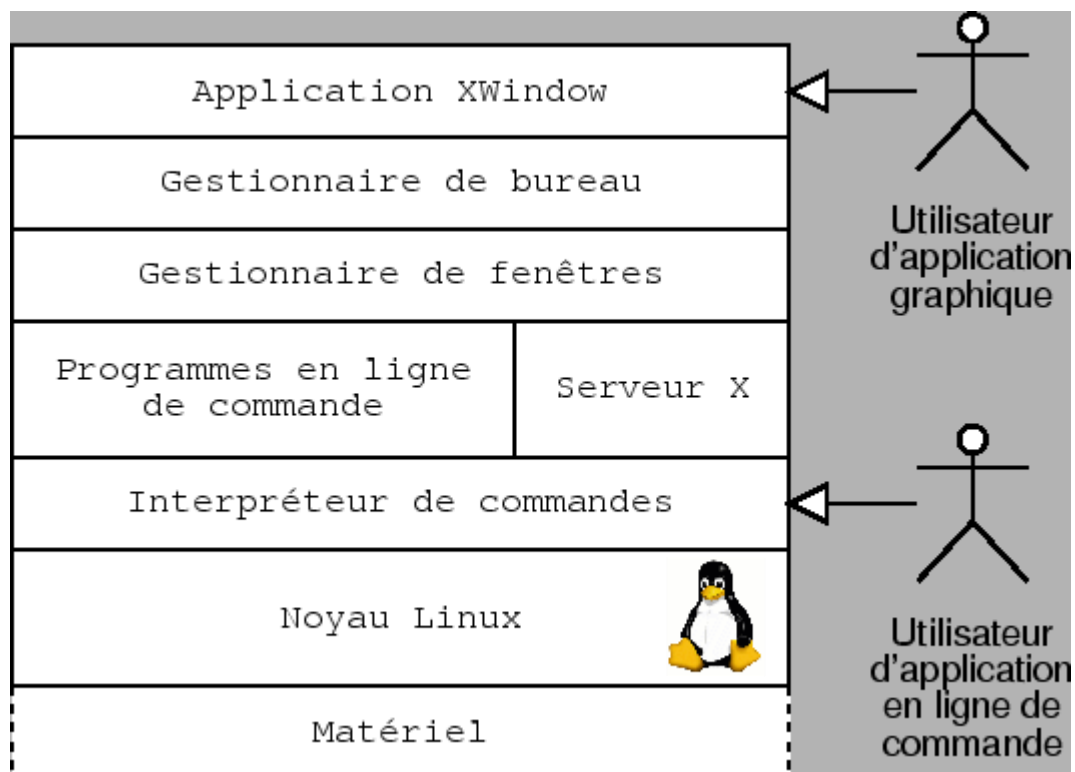 Application XWindow
Gestionnaire de bureau
Gestionnaire de fenêtres
Programmes en ligne
de commande
Serveur X
Interpréteur de commandes
Noyau Linux
Matériel
Utilisateur
d'application
graphique
Utilisateur
d'application
en ligne de
commande